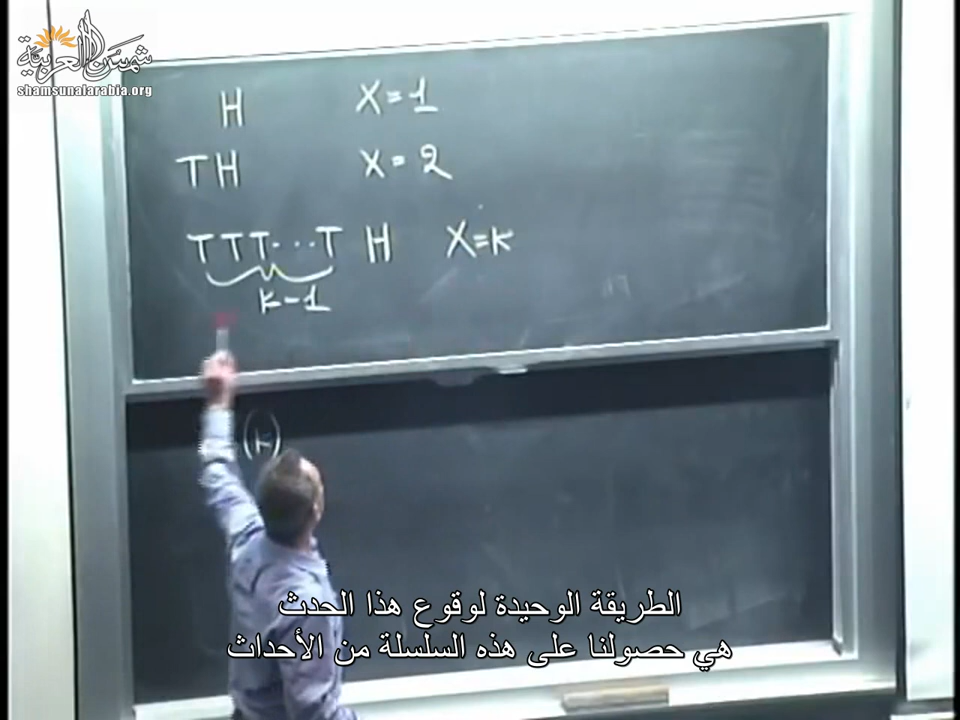 شمس العربية
shamsunalarabia.org
H X=1
TH X=2
TTT...T H X=k
k-1
(k)
الطريقة الوحيدة لوقوع هذا الحدث
هي حصولنا على هذه السلسلة من الأحداث